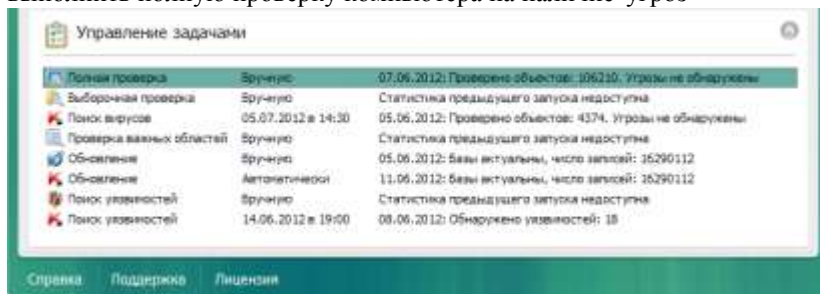 Выполнить полную проверку компьютера на наличие угроз
Управление задачами
Полная проверка Вручную 07.06.2012: Проверено объектов: 106210. Угрозы не обнаружены
Выборочная проверка Вручную Статистика предыдущего запуска недоступна
Поиск вирусов 05.07.2012 в 14:30 05.06.2012: Проверено объектов: 4374. Угрозы не обнаружены
Проверка важных областей Вручную Статистика предыдущего запуска недоступна
Обновление Вручную 05.06.2012: Базы актуальны, число записей: 16290112
Обновление Автоматически 11.06.2012: Базы актуальны, число записей: 16290112
Поиск уязвимостей Вручную Статистика предыдущего запуска недоступна
Поиск уязвимостей 14.06.2012 в 19:00 08.06.2012: Обнаружено уязвимостей: 18
Справка Поддержка Лицензия